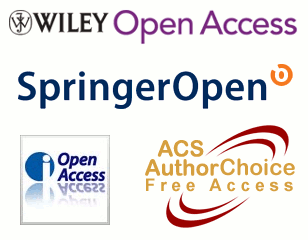 WILEY Open Access
SpringerOpen
Open
Access
ACS
AuthorChoice
Free Access